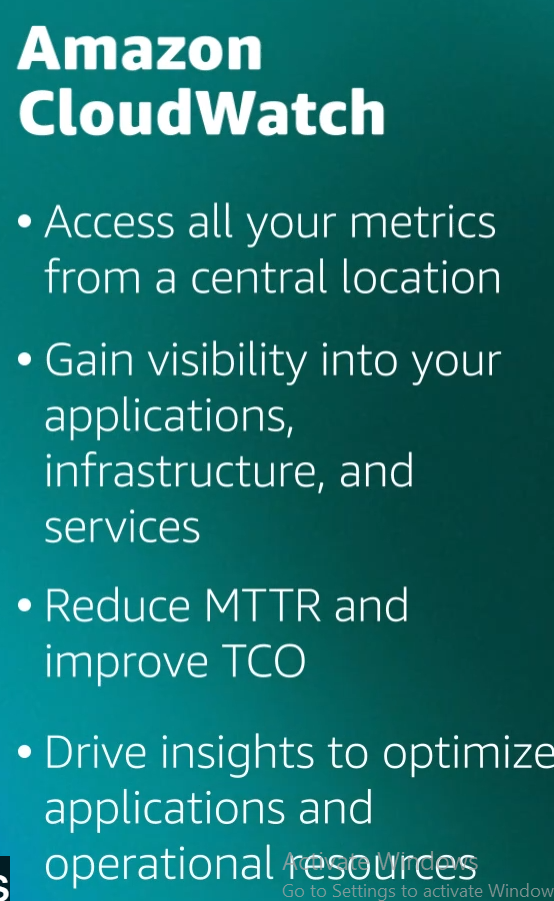 Amazon
CloudWatch
• Access all your metrics
from a central location
• Gain visibility into your
applications,
infrastructure, and
services
• Reduce MTTR and
improve TCO
• Drive insights to optimize
applications and
operational resources
Activate Windows
Go to Settings to activate Window
s